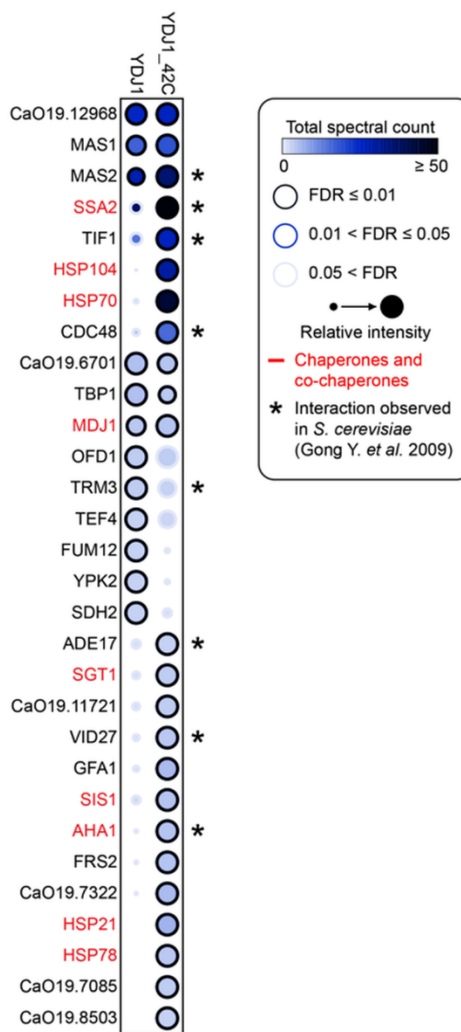 YDJ1
YDJ1_42C
CaO19.12968
MAS1
MAS2 *
SSA2 *
TIF1 *
HSP104
HSP70
CDC48 *
CaO19.6701
TBP1
MDJ1
OFD1
TRM3 *
TEF4
FUM12
YPK2
SDH2
ADE17 *
SGT1
CaO19.11721
VID27 *
GFA1
SIS1
AHA1 *
FRS2
CaO19.7322
HSP21
HSP78
CaO19.7085
CaO19.8503
Total spectral count
0 ≥ 50
FDR ≤ 0.01
0.01 < FDR ≤ 0.05
0.05 < FDR
Relative intensity
Chaperones and
co-chaperones
* Interaction observed
in S. cerevisiae
(Gong Y. et al. 2009)